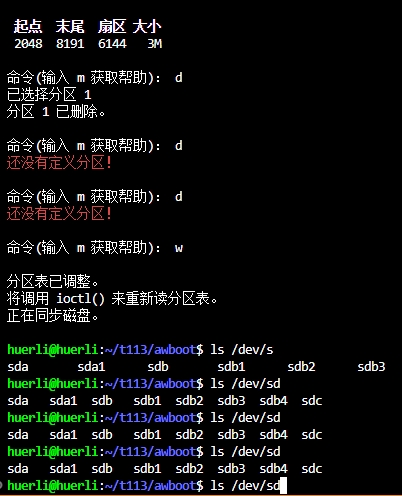 起点 末尾 扇区 大小
2048 8191 6144 3M
命令(输入 m 获取帮助): d
已选择分区 1
分区 1 已删除。
命令(输入 m 获取帮助): d
还没有定义分区!
命令(输入 m 获取帮助): d
还没有定义分区!
命令(输入 m 获取帮助): w
分区表已调整。
将调用 ioctl() 来重新读分区表。
正在同步磁盘。
huerli@huerli:~/t113/awboot$ ls /dev/s
sda sda1 sdb sdb1 sdb2 sdb3
huerli@huerli:~/t113/awboot$ ls /dev/sd
sda sda1 sdb sdb1 sdb2 sdb3 sdb4 sdc
huerli@huerli:~/t113/awboot$ ls /dev/sd
sda sda1 sdb sdb1 sdb2 sdb3 sdb4 sdc
huerli@huerli:~/t113/awboot$ ls /dev/sd
sda sda1 sdb sdb1 sdb2 sdb3 sdb4 sdc
huerli@huerli:~/t113/awboot$ ls /dev/sd